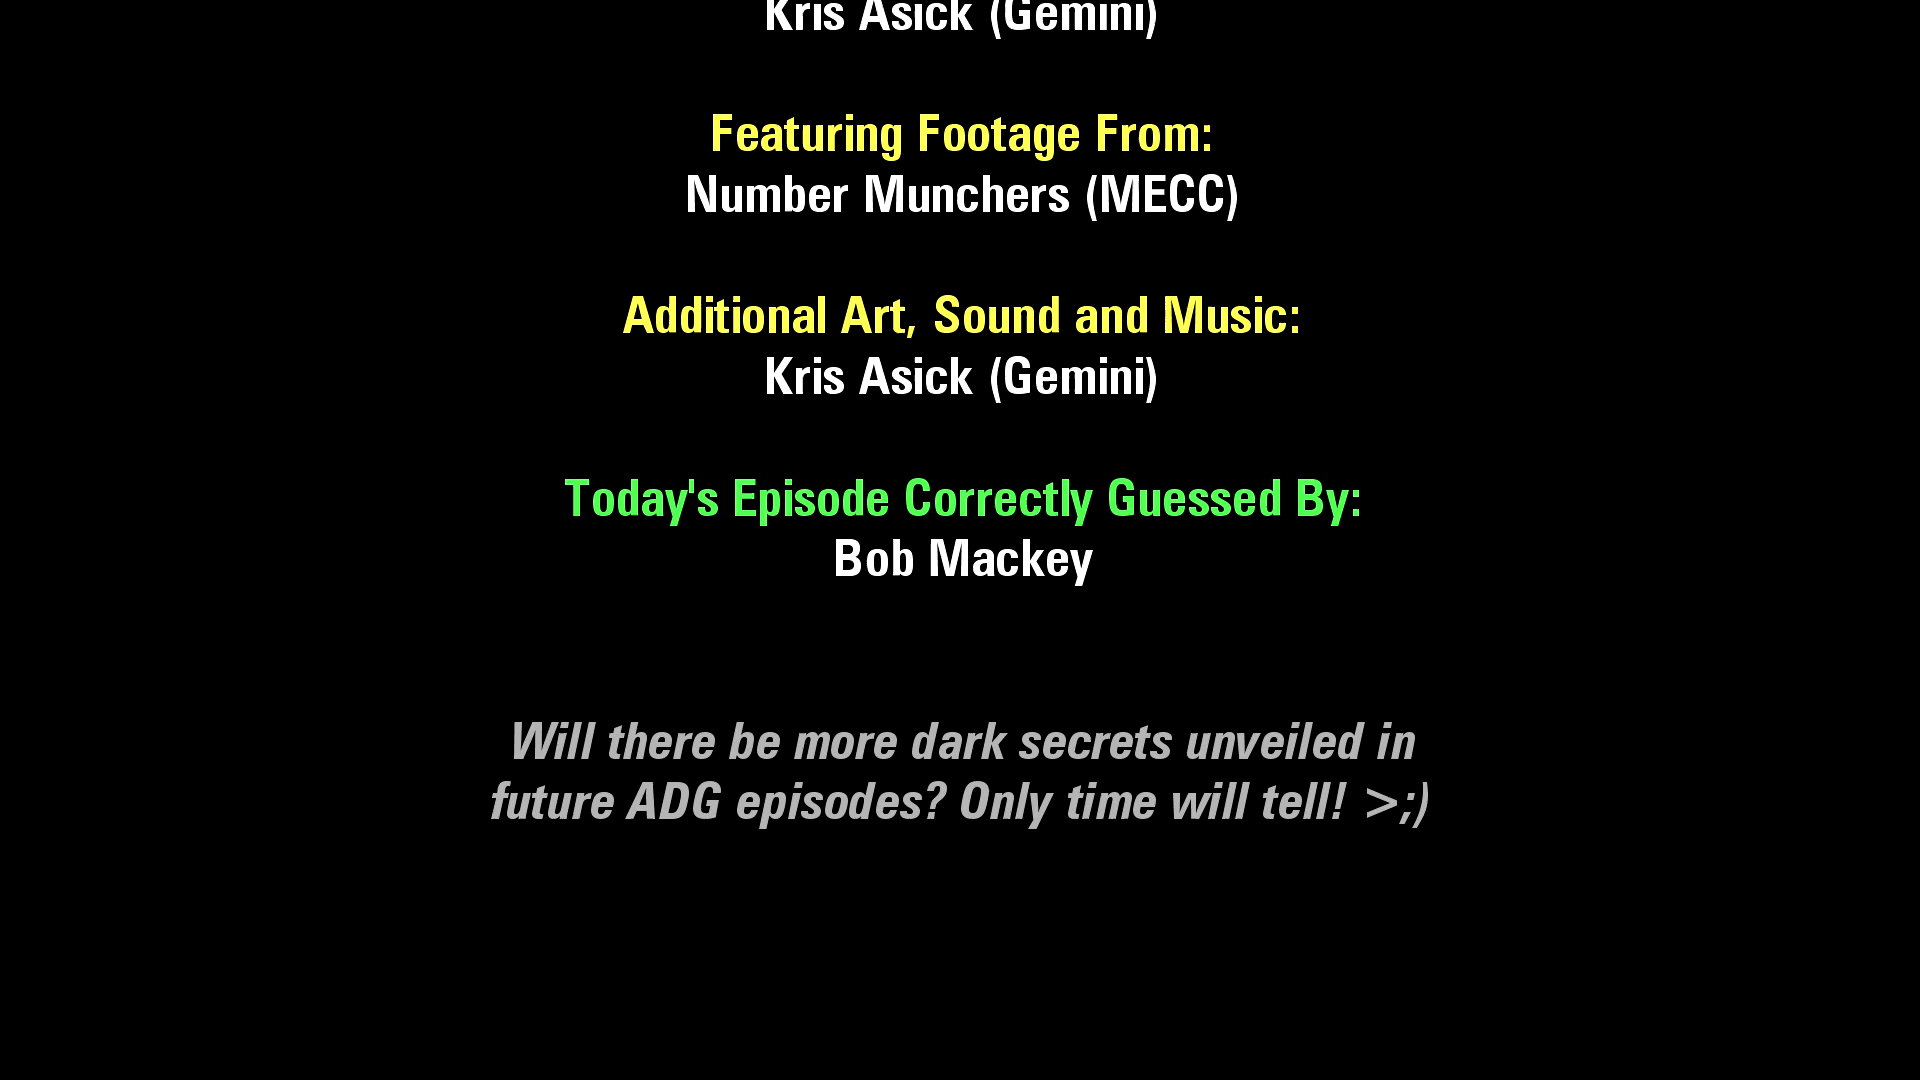 Kris Asick (Gemini)
Featuring Footage From:
Number Munchers (MECC)
Additional Art, Sound and Music:
Kris Asick (Gemini)
Today's Episode Correctly Guessed By:
Bob Mackey
Will there be more dark secrets unveiled in
future ADG episodes? Only time will tell! >;)